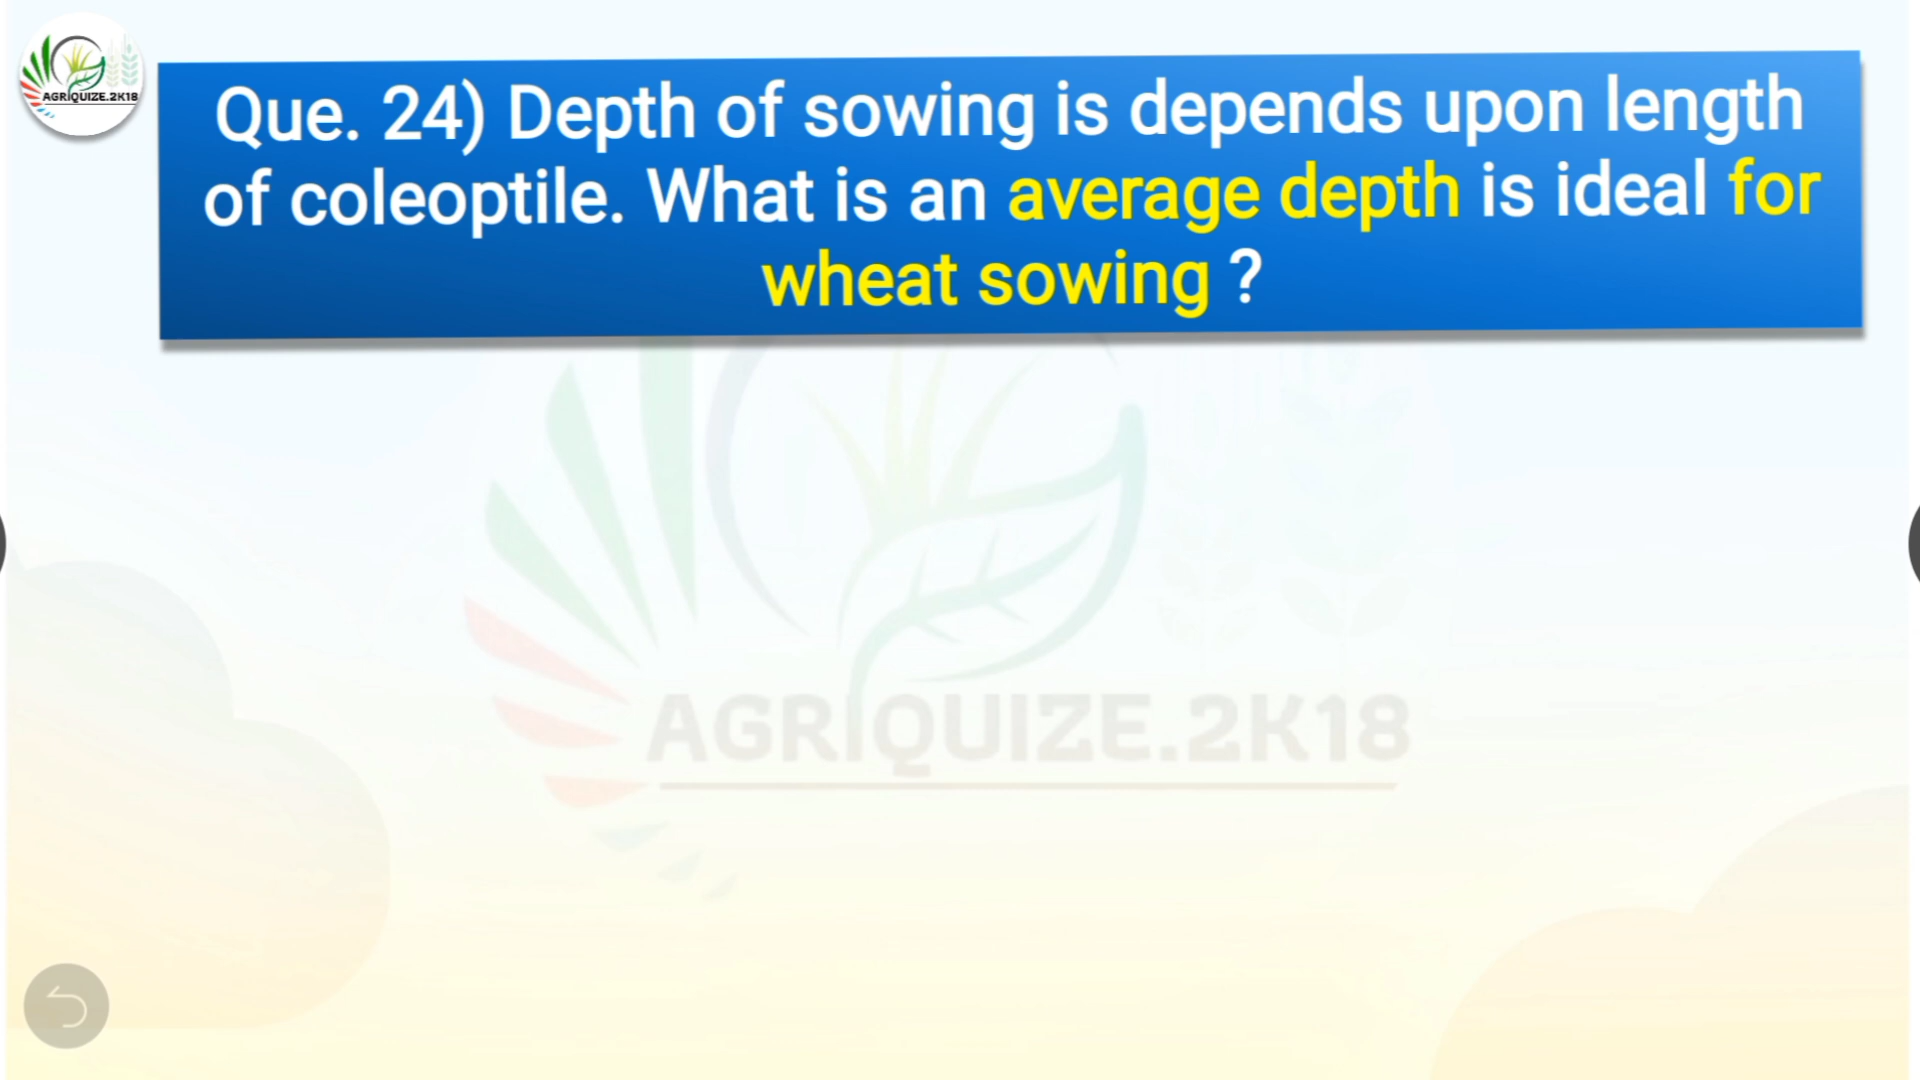 AGRIQUIZE.2K18
Que. 24) Depth of sowing is depends upon length
of coleoptile. What is an average depth is ideal for
wheat sowing ?
AGRIQUIZE.2K18